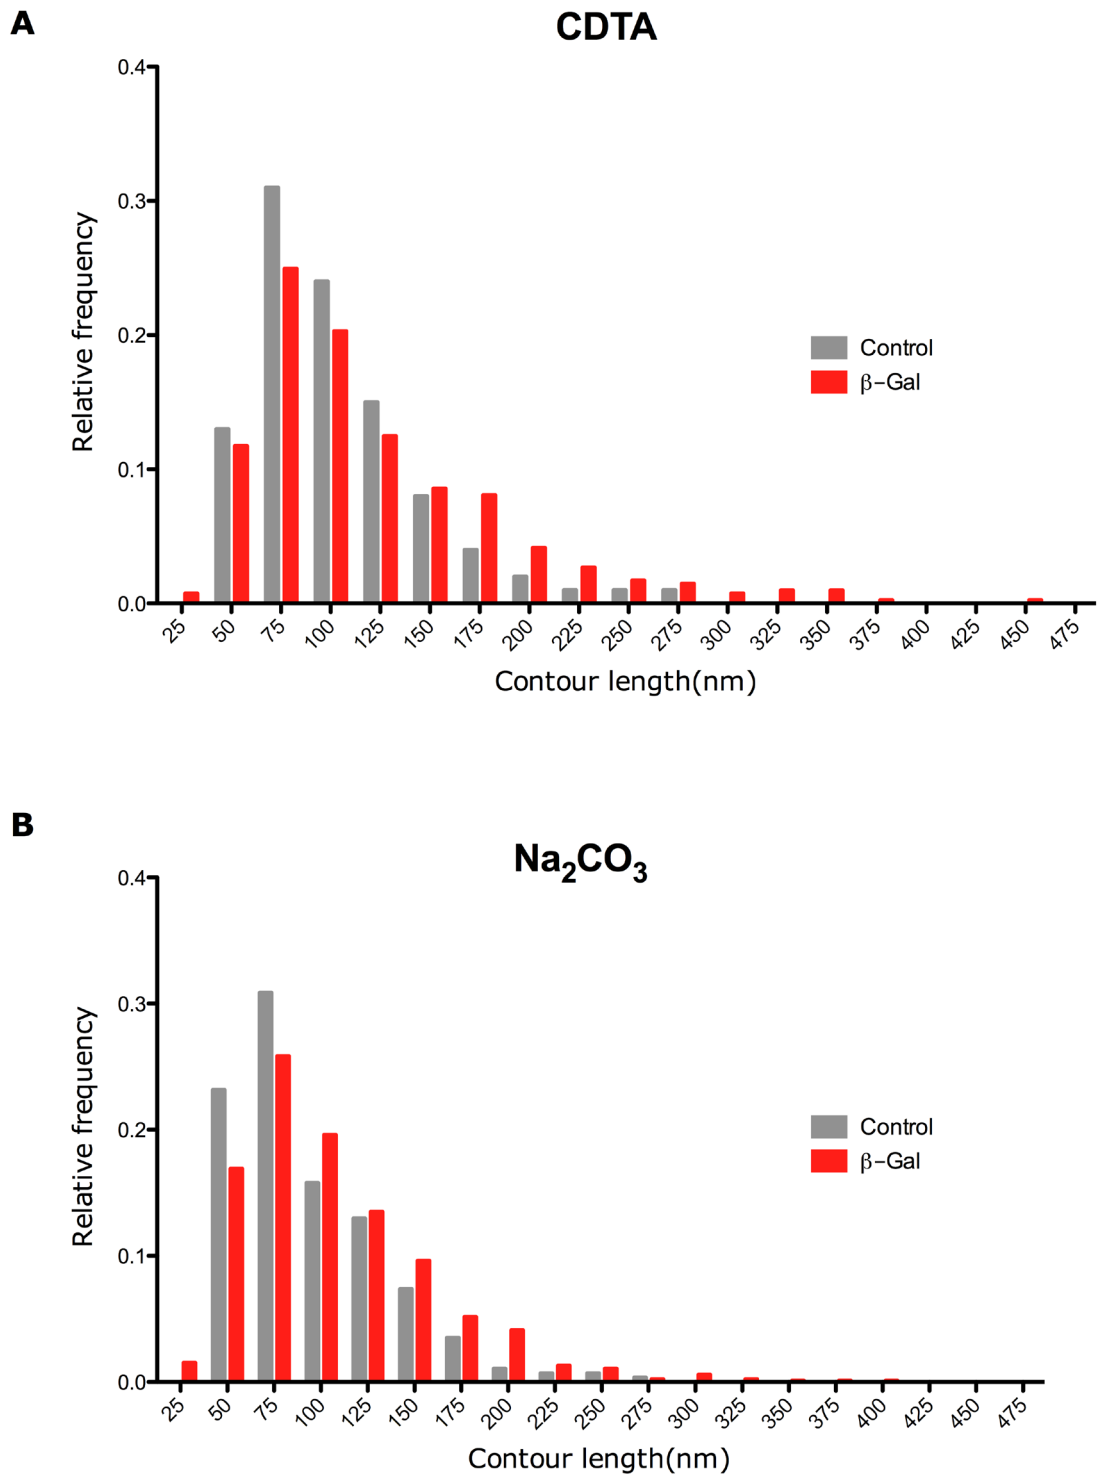 A
CDTA
0.4
0.3
0.2
0.1
0.0
Relative frequency
Control
β-Gal
25 50 75 100 125 150 175 200 225 250 275 300 325 350 375 400 425 450 475
Contour length(nm)
B
Na₂CO₃
0.4
0.3
0.2
0.1
0.0
Relative frequency
Control
β-Gal
25 50 75 100 125 150 175 200 225 250 275 300 325 350 375 400 425 450 475
Contour length(nm)